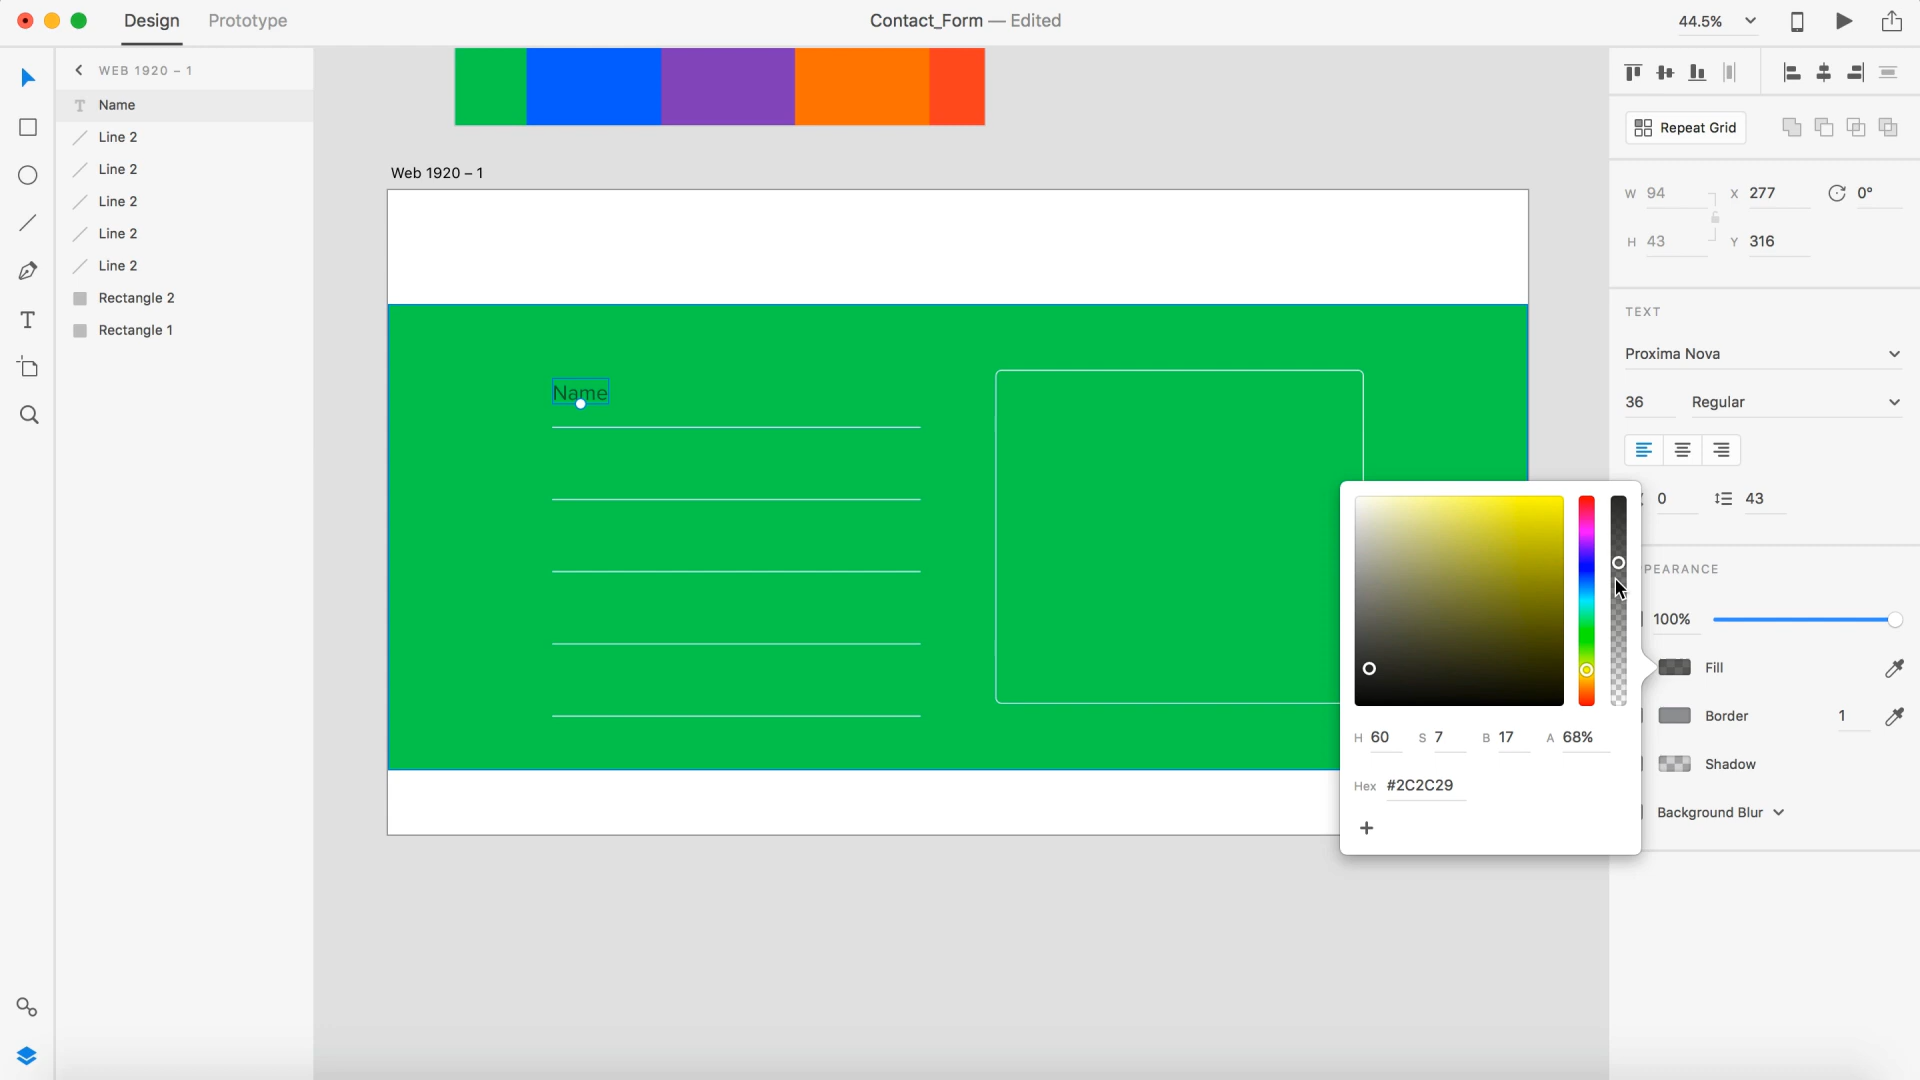 Design Prototype Contact_Form — Edited 44.5%
WEB 1920 – 1
Name
Line 2
Line 2
Line 2
Line 2
Line 2
Rectangle 2
Rectangle 1
Web 1920 – 1
Name
Repeat Grid
W 94 X 277 0°
H 43 Y 316
TEXT
Proxima Nova
36 Regular
0 43
PEARANCE
100%
Fill
Border 1
Shadow
Background Blur
H 60 S 7 B 17 A 68%
Hex #2C2C29